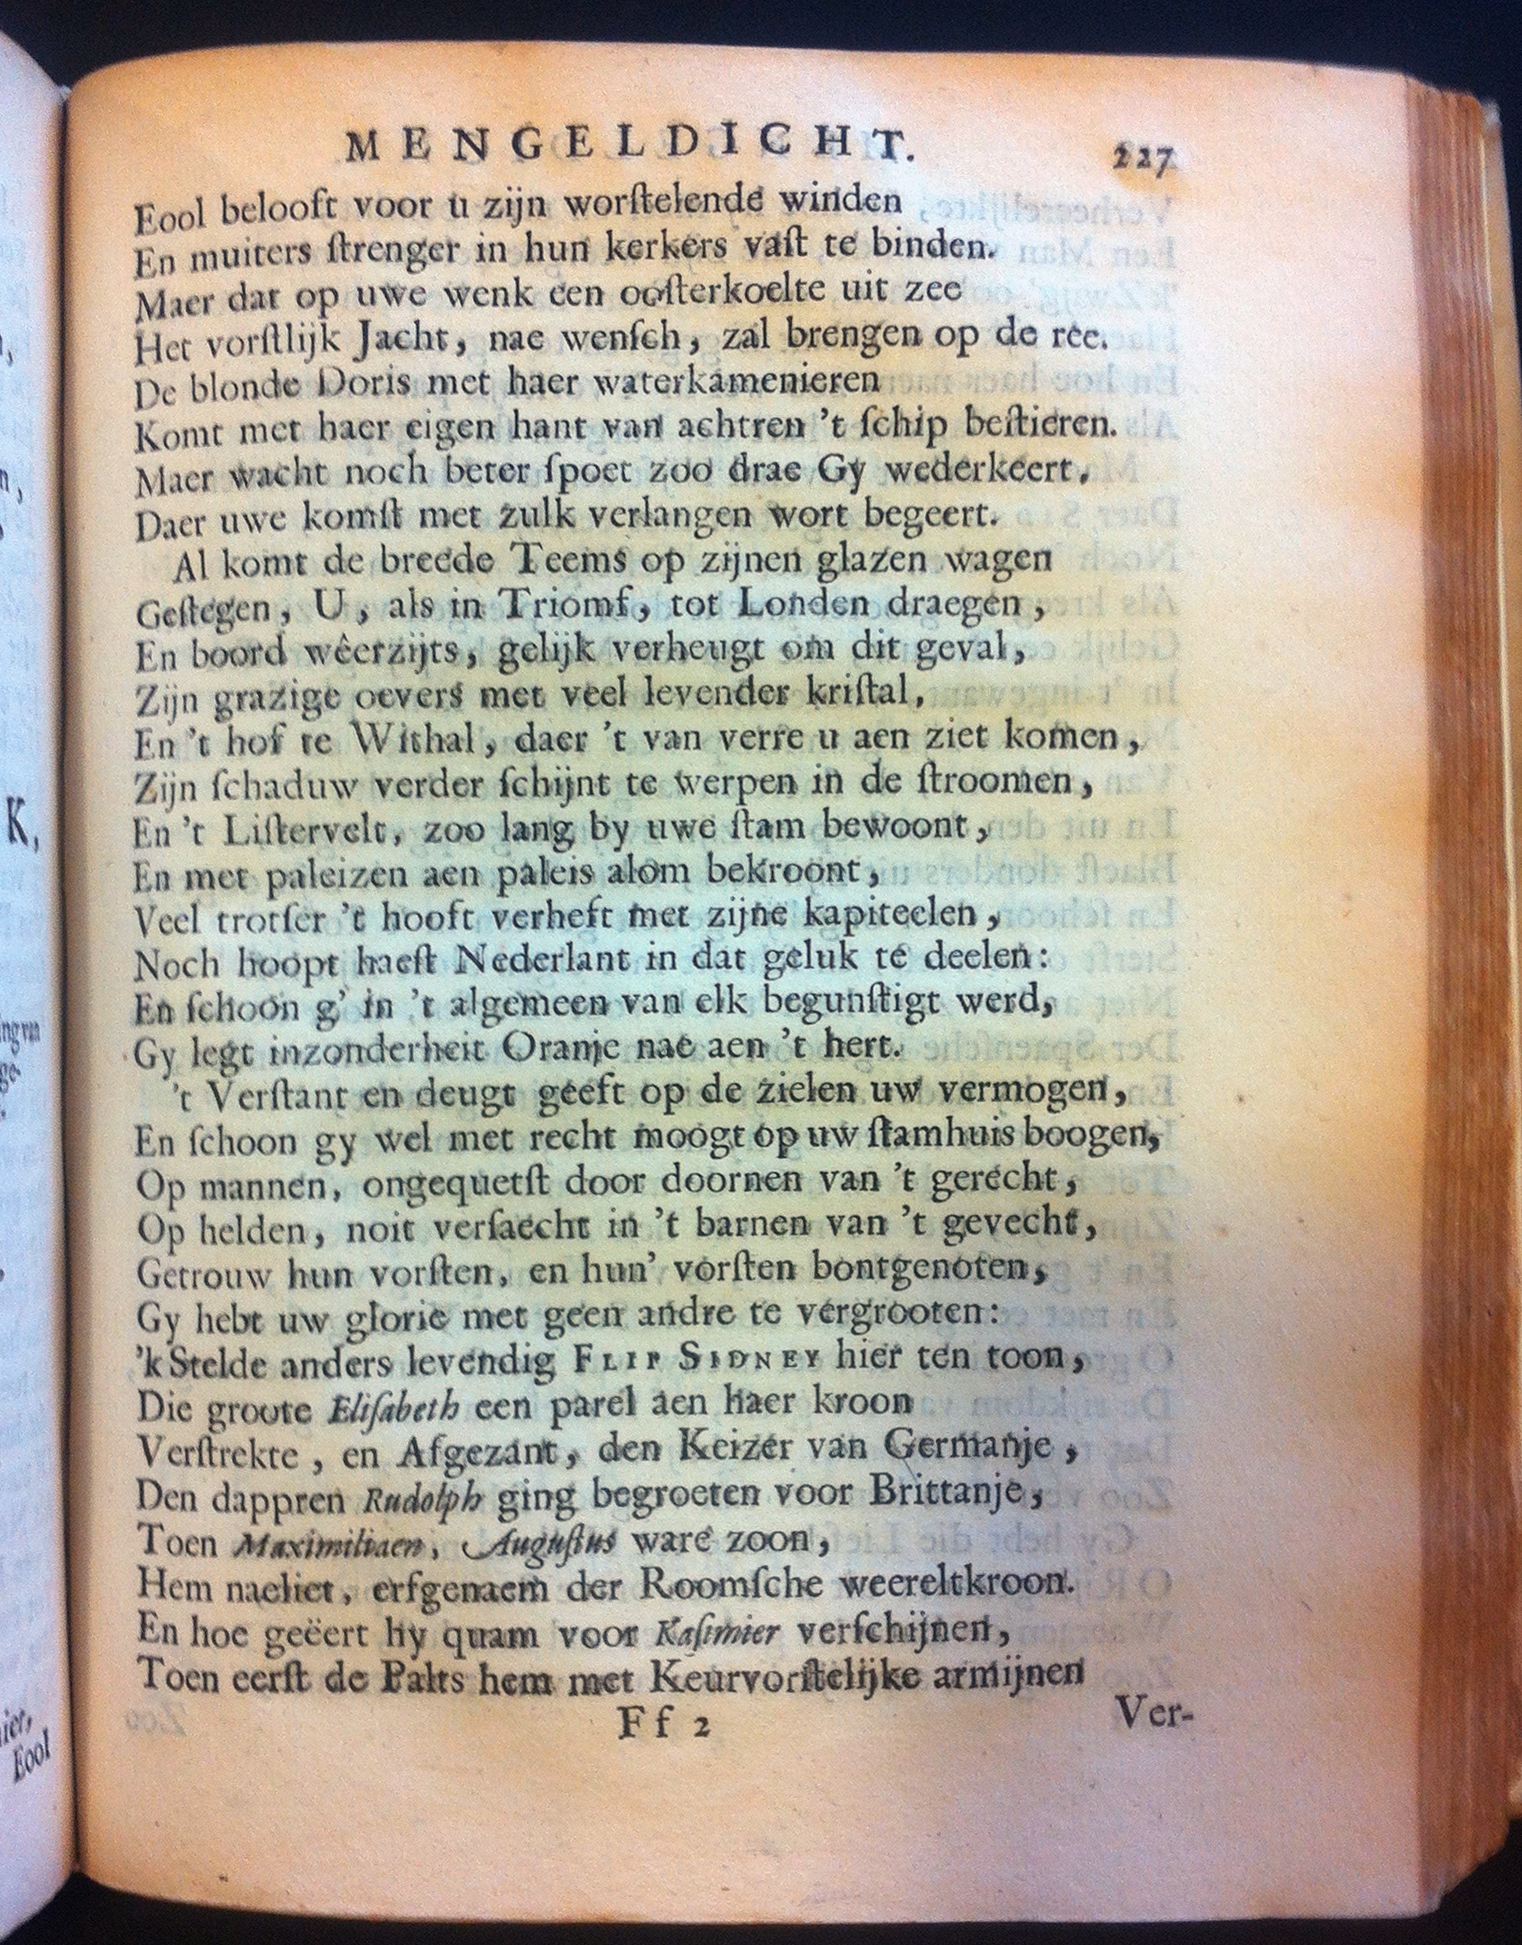 MENGELDICHT. 227
Eool belooft voor u zijn worſtelende winden
En muiters ſtrenger in hun kerkers vaſt te binden.
Maer dat op uwe wenk een ooſterkoelte uit zee
Het vorſtlijk Jacht, nae wenſch, zal brengen op de ree.
De blonde Doris met haer waterkamenieren
Komt met haer eigen hant van achtren 't ſchip beſtieren.
Maer wacht noch beter ſpoet zoo drae Gy wederkeert,
Daer uwe komſt met zulk verlangen wort begeert.
Al komt de breede Teems op zijnen glazen wagen
Geſtegen, U, als in Triomf, tot Londen draegen,
En boord wêerzijts, gelijk verheugt om dit geval,
Zijn grazige oevers met veel levender kriſtal,
En 't hof te Withal, daer 't van verre u aen ziet komen,
Zijn ſchaduw verder ſchijnt te werpen in de ſtroomen,
En 't Liſtervelt, zoo lang by uwe ſtam bewoont,
En met paleizen aen paleis alom bekroont,
Veel trotſer 't hooft verheft met zijne kapiteelen,
Noch hoopt haeſt Nederlant in dat geluk te deelen:
En ſchoon g' in 't algemeen van elk begunſtigt werd,
Gy legt inzonderheit Oranje nae aen 't hert.
't Verſtant en deugt geeft op de zielen uw vermogen,
En ſchoon gy wel met recht moogt op uw ſtamhuis boogen,
Op mannen, ongequetſt door doornen van 't gerecht,
Op helden, noit verſaecht in 't barnen van 't gevecht,
Getrouw hun vorſten, en hun' vorſten bontgenoten,
Gy hebt uw glorie met geen andre te vergrooten:
'k Stelde anders levendig FLIP SIDNEY hier ten toon,
Die groote Eliſabeth een parel aen haer kroon
Verſtrekte, en Afgezant, den Keizer van Germanje,
Den dappren Rudolph ging begroeten voor Brittanje,
Toen Maximiliaen, Auguſtus ware zoon,
Hem naeliet, erfgenaem der Roomſche weereltkroon.
En hoe geëert hy quam voor Kaſimier verſchijnen,
Toen eerſt de Palts hem met Keurvorſtelijke armijnen
Ff 2 Ver-
K,
ing van
ge.
ier,
Eool